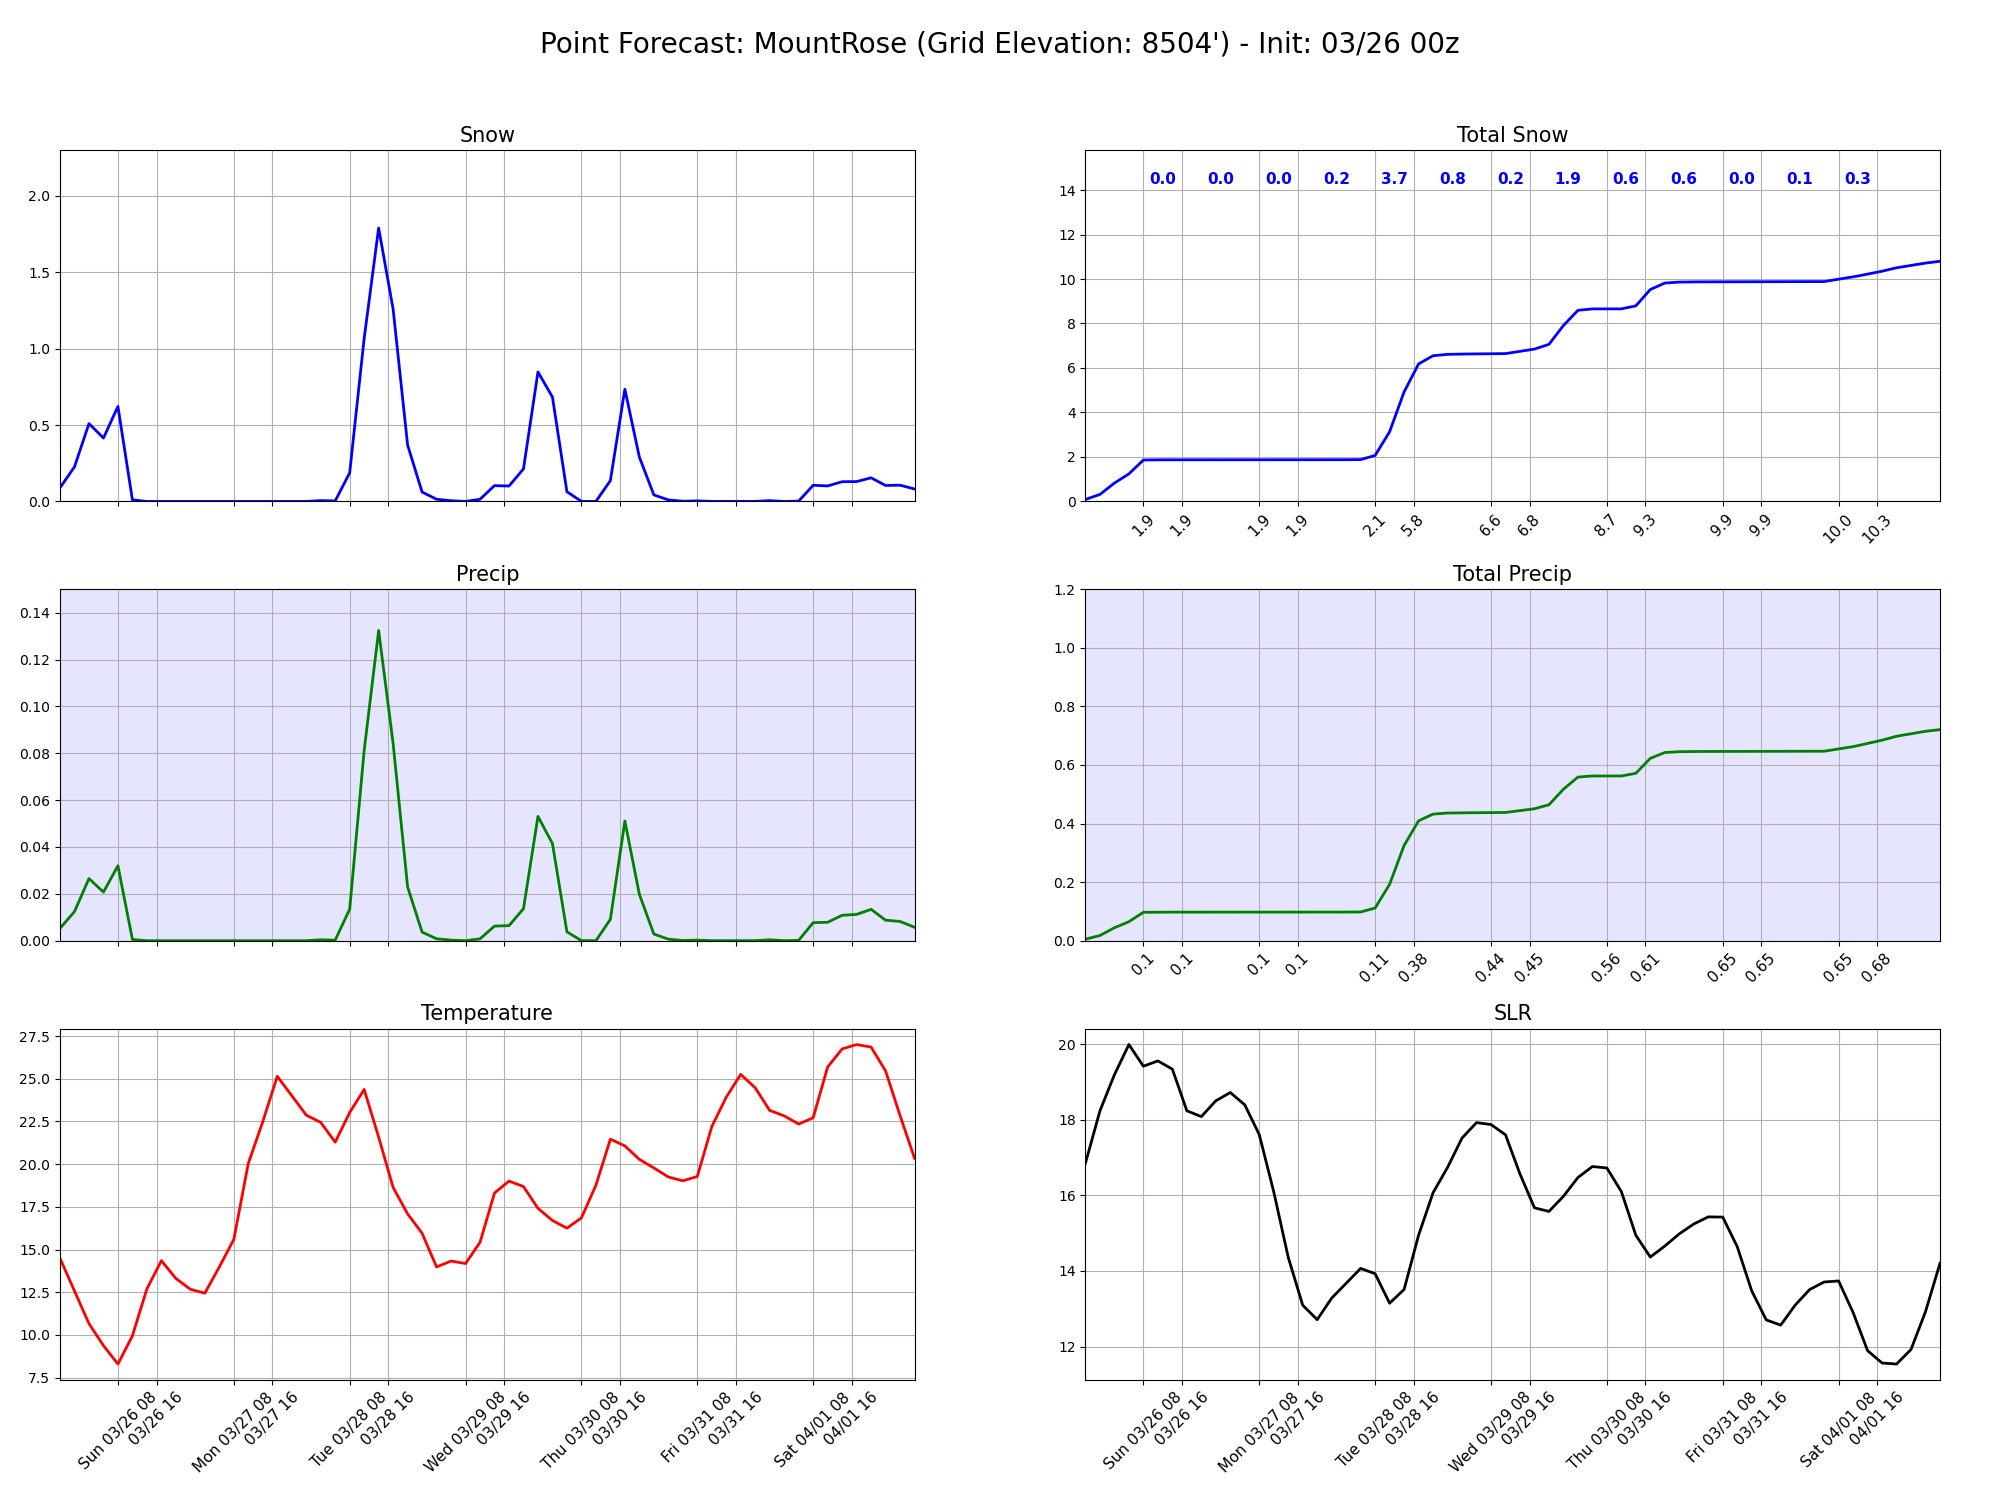 Point Forecast: MountRose (Grid Elevation: 8504') - Init: 03/26 00z
Snow
2.0
1.5
1.0
0.5
0.0
Total Snow
0.0 0.0 0.0 0.2 3.7 0.8 0.2 1.9 0.6 0.6 0.0 0.1 0.3
14
12
10
8
6
4
2
0
1.9 1.9 1.9 1.9 2.1 5.8 6.6 6.8 8.7 9.3 9.9 9.9 10.0 10.3
Precip
0.14
0.12
0.10
0.08
0.06
0.04
0.02
0.00
Total Precip
1.2
1.0
0.8
0.6
0.4
0.2
0.0
0.1 0.1 0.1 0.1 0.11 0.38 0.44 0.45 0.56 0.61 0.65 0.65 0.65 0.68
Temperature
27.5
25.0
22.5
20.0
17.5
15.0
12.5
10.0
7.5
Sun 03/26 08
03/26 16
Mon 03/27 08
03/27 16
Tue 03/28 08
03/28 16
Wed 03/29 08
03/29 16
Thu 03/30 08
03/30 16
Fri 03/31 08
03/31 16
Sat 04/01 08
04/01 16
SLR
20
18
16
14
12
Sun 03/26 08
03/26 16
Mon 03/27 08
03/27 16
Tue 03/28 08
03/28 16
Wed 03/29 08
03/29 16
Thu 03/30 08
03/30 16
Fri 03/31 08
03/31 16
Sat 04/01 08
04/01 16